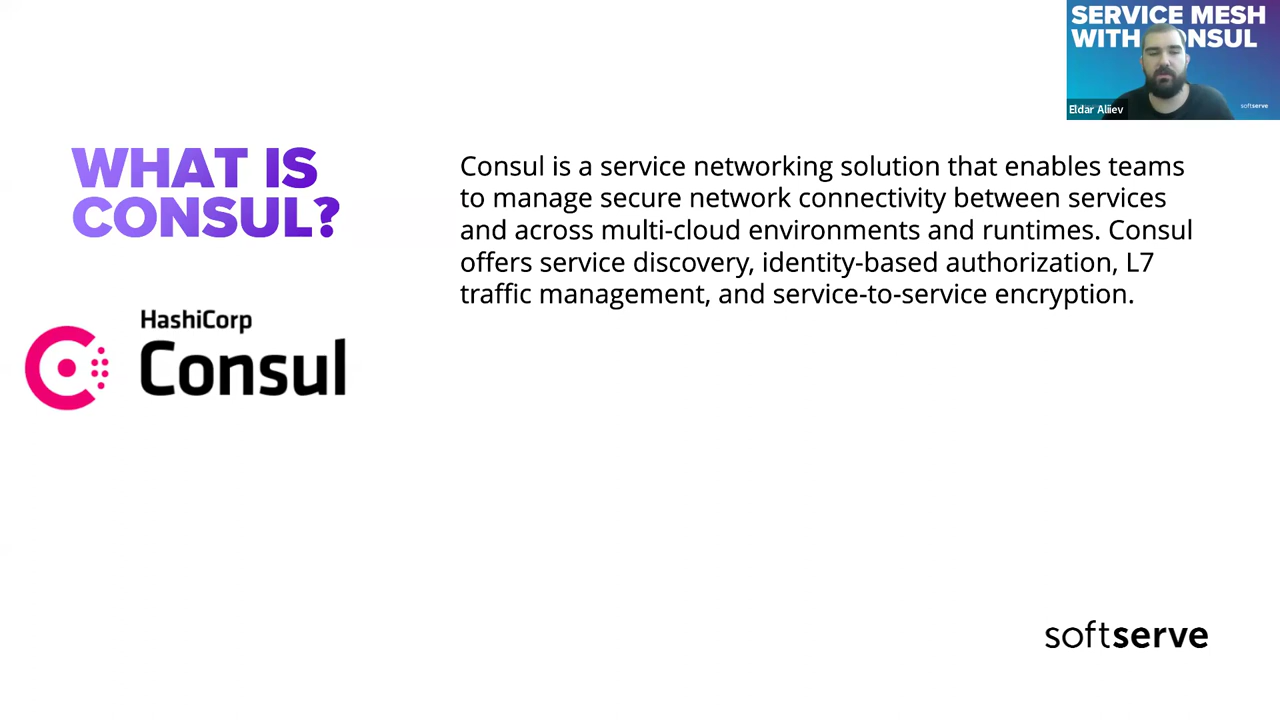 SERVICE MESH
WITH CONSUL
Eldar Aliiev
softserve
WHAT IS
CONSUL?
Consul is a service networking solution that enables teams
to manage secure network connectivity between services
and across multi-cloud environments and runtimes. Consul
offers service discovery, identity-based authorization, L7
traffic management, and service-to-service encryption.
HashiCorp
Consul
softserve